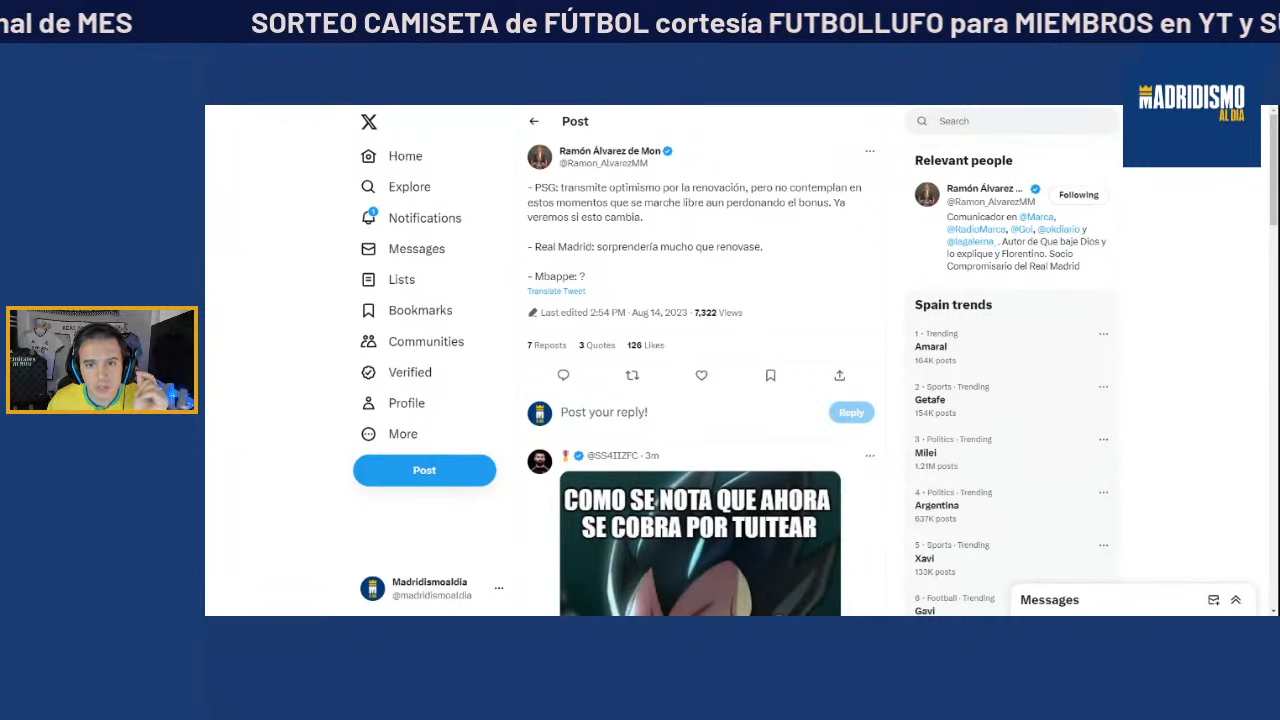 nal de MES SORTEO CAMISETA de FÚTBOL cortesía FUTBOLLUFO para MIEMBROS en YT y
MADRIDISMO
AL DÍA
Home
Explore
1
Notifications
Messages
Lists
Bookmarks
Communities
Verified
Profile
More
Post
Madridismoaldia
@madridismoaldia
Post
Ramón Álvarez de Mon
@Ramon_AlvarezMM
- PSG: transmite optimismo por la renovación, pero no contemplan en
estos momentos que se marche libre aun perdonando el bonus. Ya
veremos si esto cambia.
- Real Madrid: sorprendería mucho que renovase.
- Mbappe: ?
Translate Tweet
Last edited 2:54 PM · Aug 14, 2023 · 7,322 Views
7 Reposts 3 Quotes 126 Likes
Post your reply!
Reply
@SS4IIZFC · 3m
COMO SE NOTA QUE AHORA
SE COBRA POR TUITEAR
Search
Relevant people
Ramón Álvarez ...
@Ramon_AlvarezMM
Following
Comunicador en @Marca,
@RadioMarca, @Gol, @okdiario y
@lagalerna_. Autor de Que baje Dios y
lo explique y Florentino. Socio
Compromisario del Real Madrid
Spain trends
1 · Trending
Amaral
164K posts
2 · Sports · Trending
Getafe
154K posts
3 · Politics · Trending
Milei
1.21M posts
4 · Politics · Trending
Argentina
637K posts
5 · Sports · Trending
Xavi
133K posts
6 · Football · Trending
Gavi
Messages